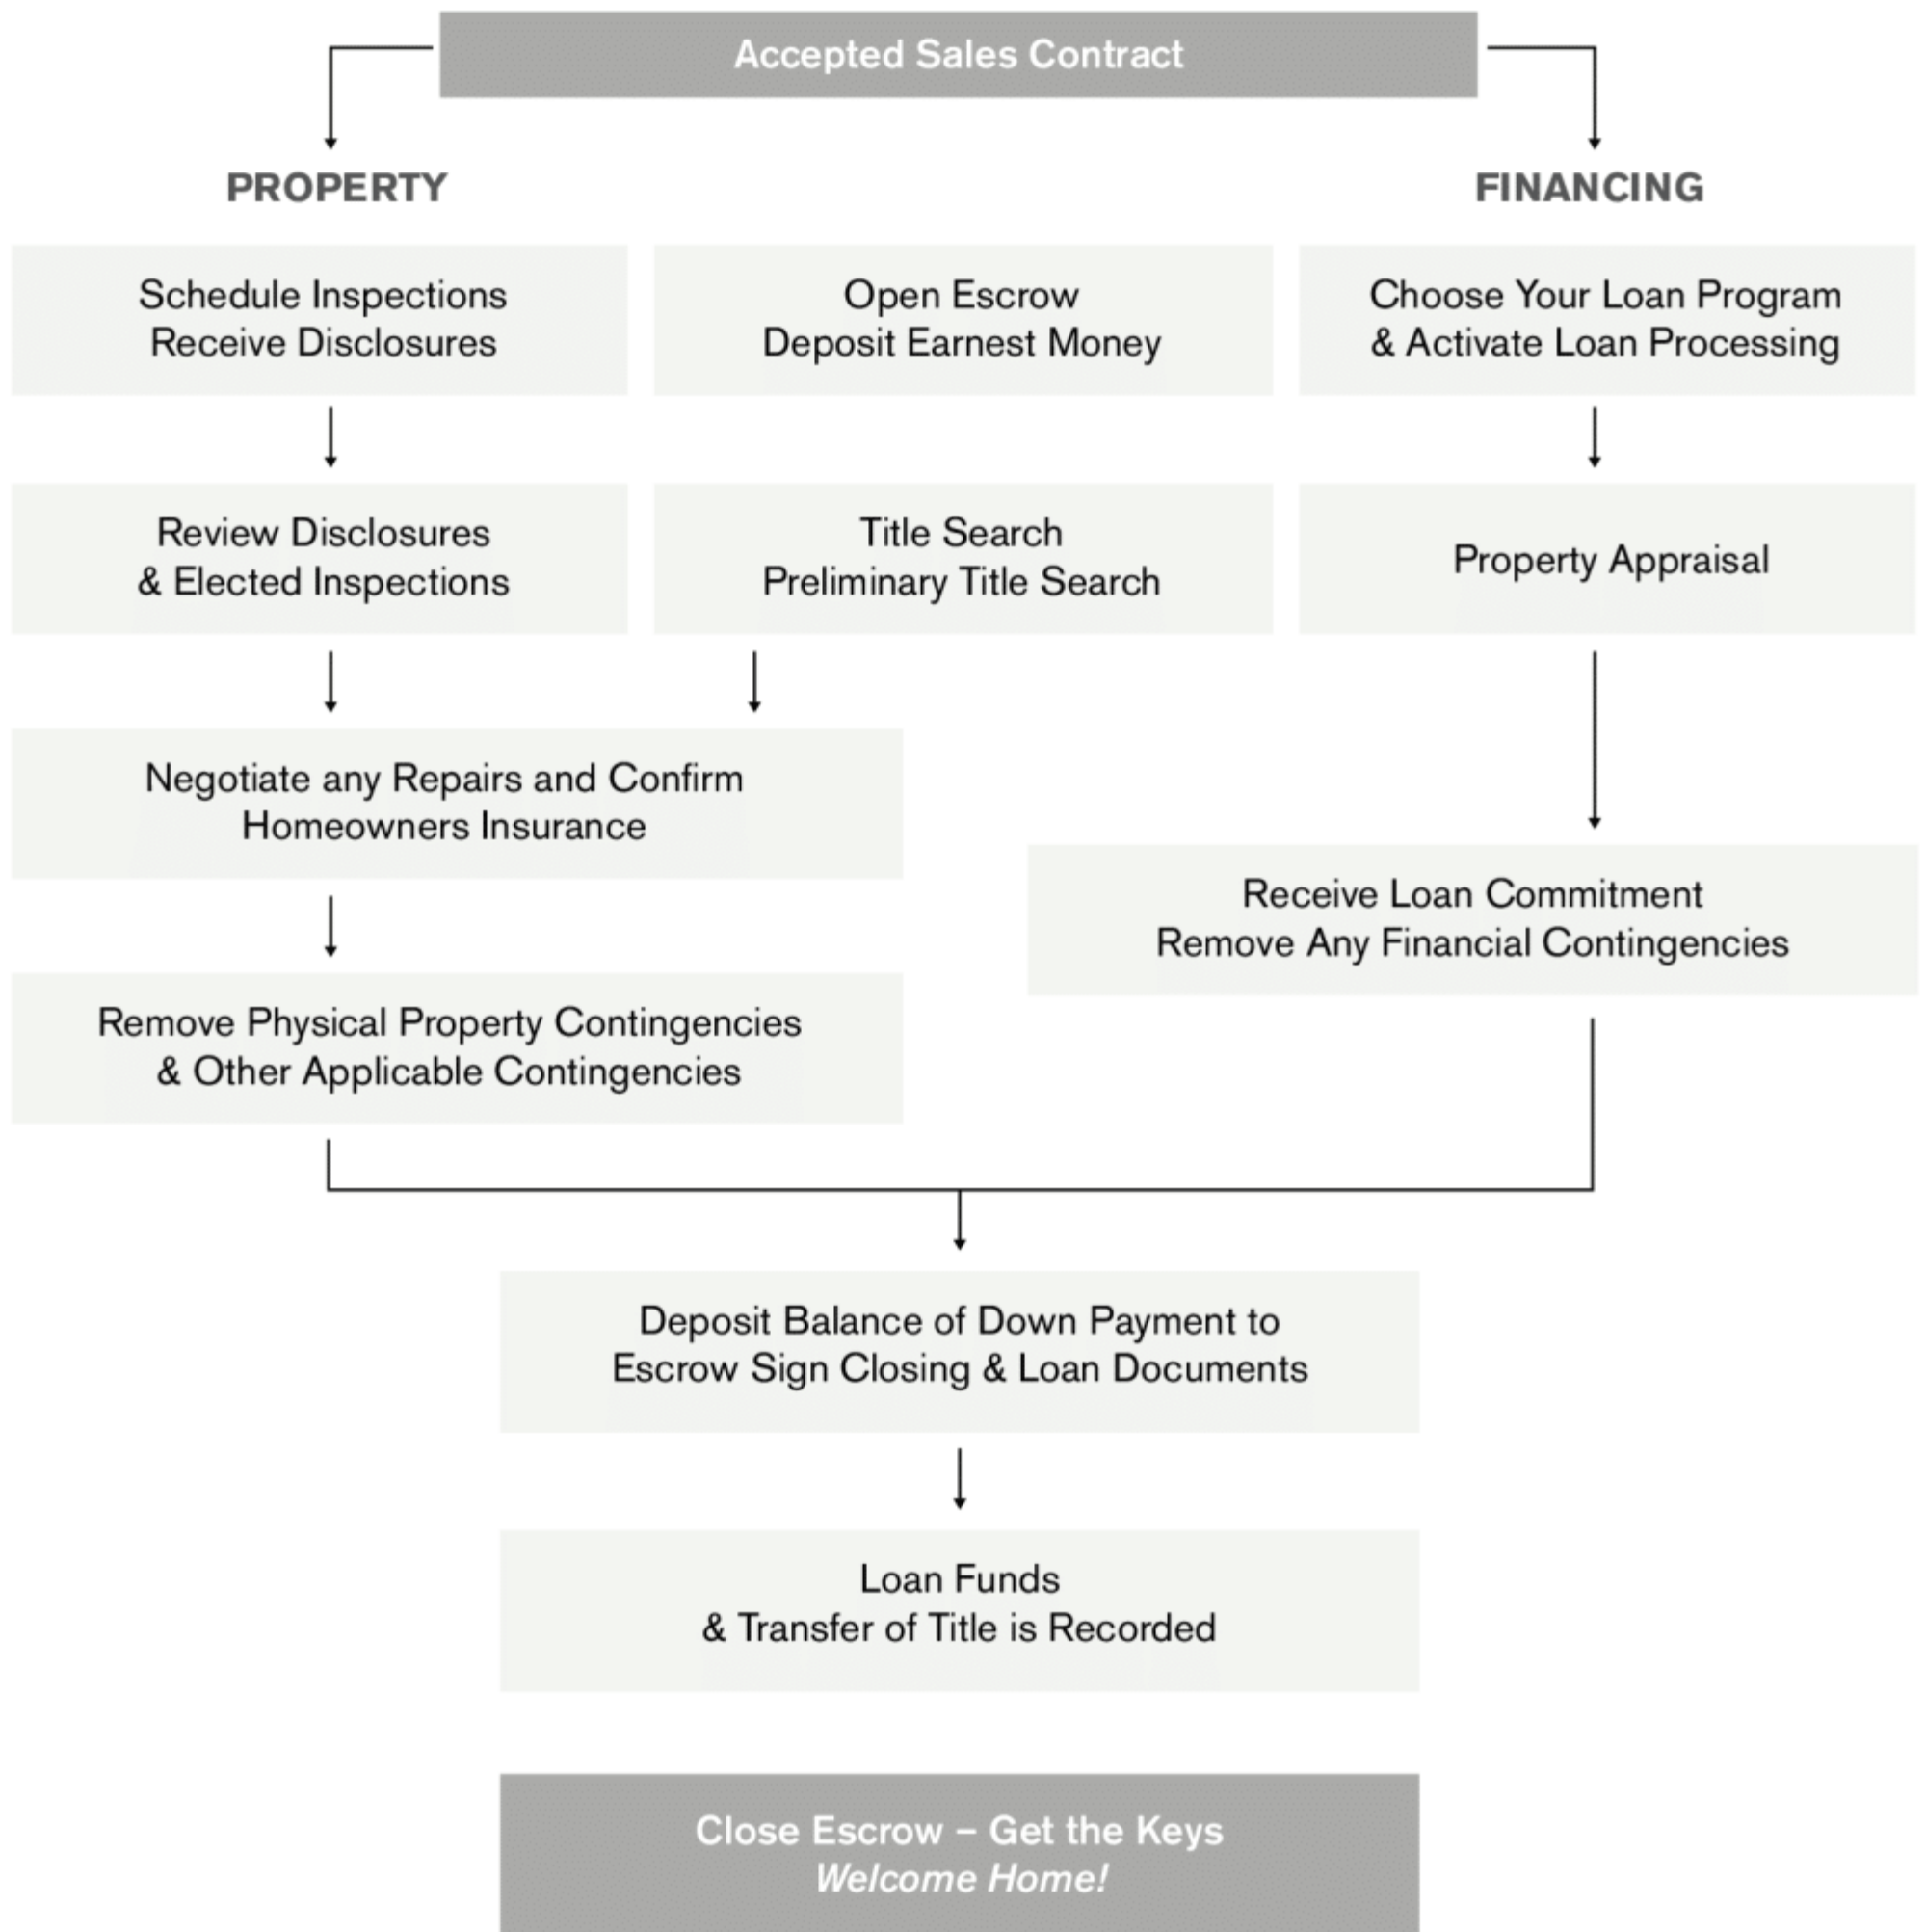 Accepted Sales Contract
PROPERTY
FINANCING
Schedule Inspections
Receive Disclosures
Open Escrow
Deposit Earnest Money
Choose Your Loan Program
& Activate Loan Processing
Review Disclosures
& Elected Inspections
Title Search
Preliminary Title Search
Property Appraisal
Negotiate any Repairs and Confirm
Homeowners Insurance
Receive Loan Commitment
Remove Any Financial Contingencies
Remove Physical Property Contingencies
& Other Applicable Contingencies
Deposit Balance of Down Payment to
Escrow Sign Closing & Loan Documents
Loan Funds
& Transfer of Title is Recorded
Close Escrow – Get the Keys
Welcome Home!